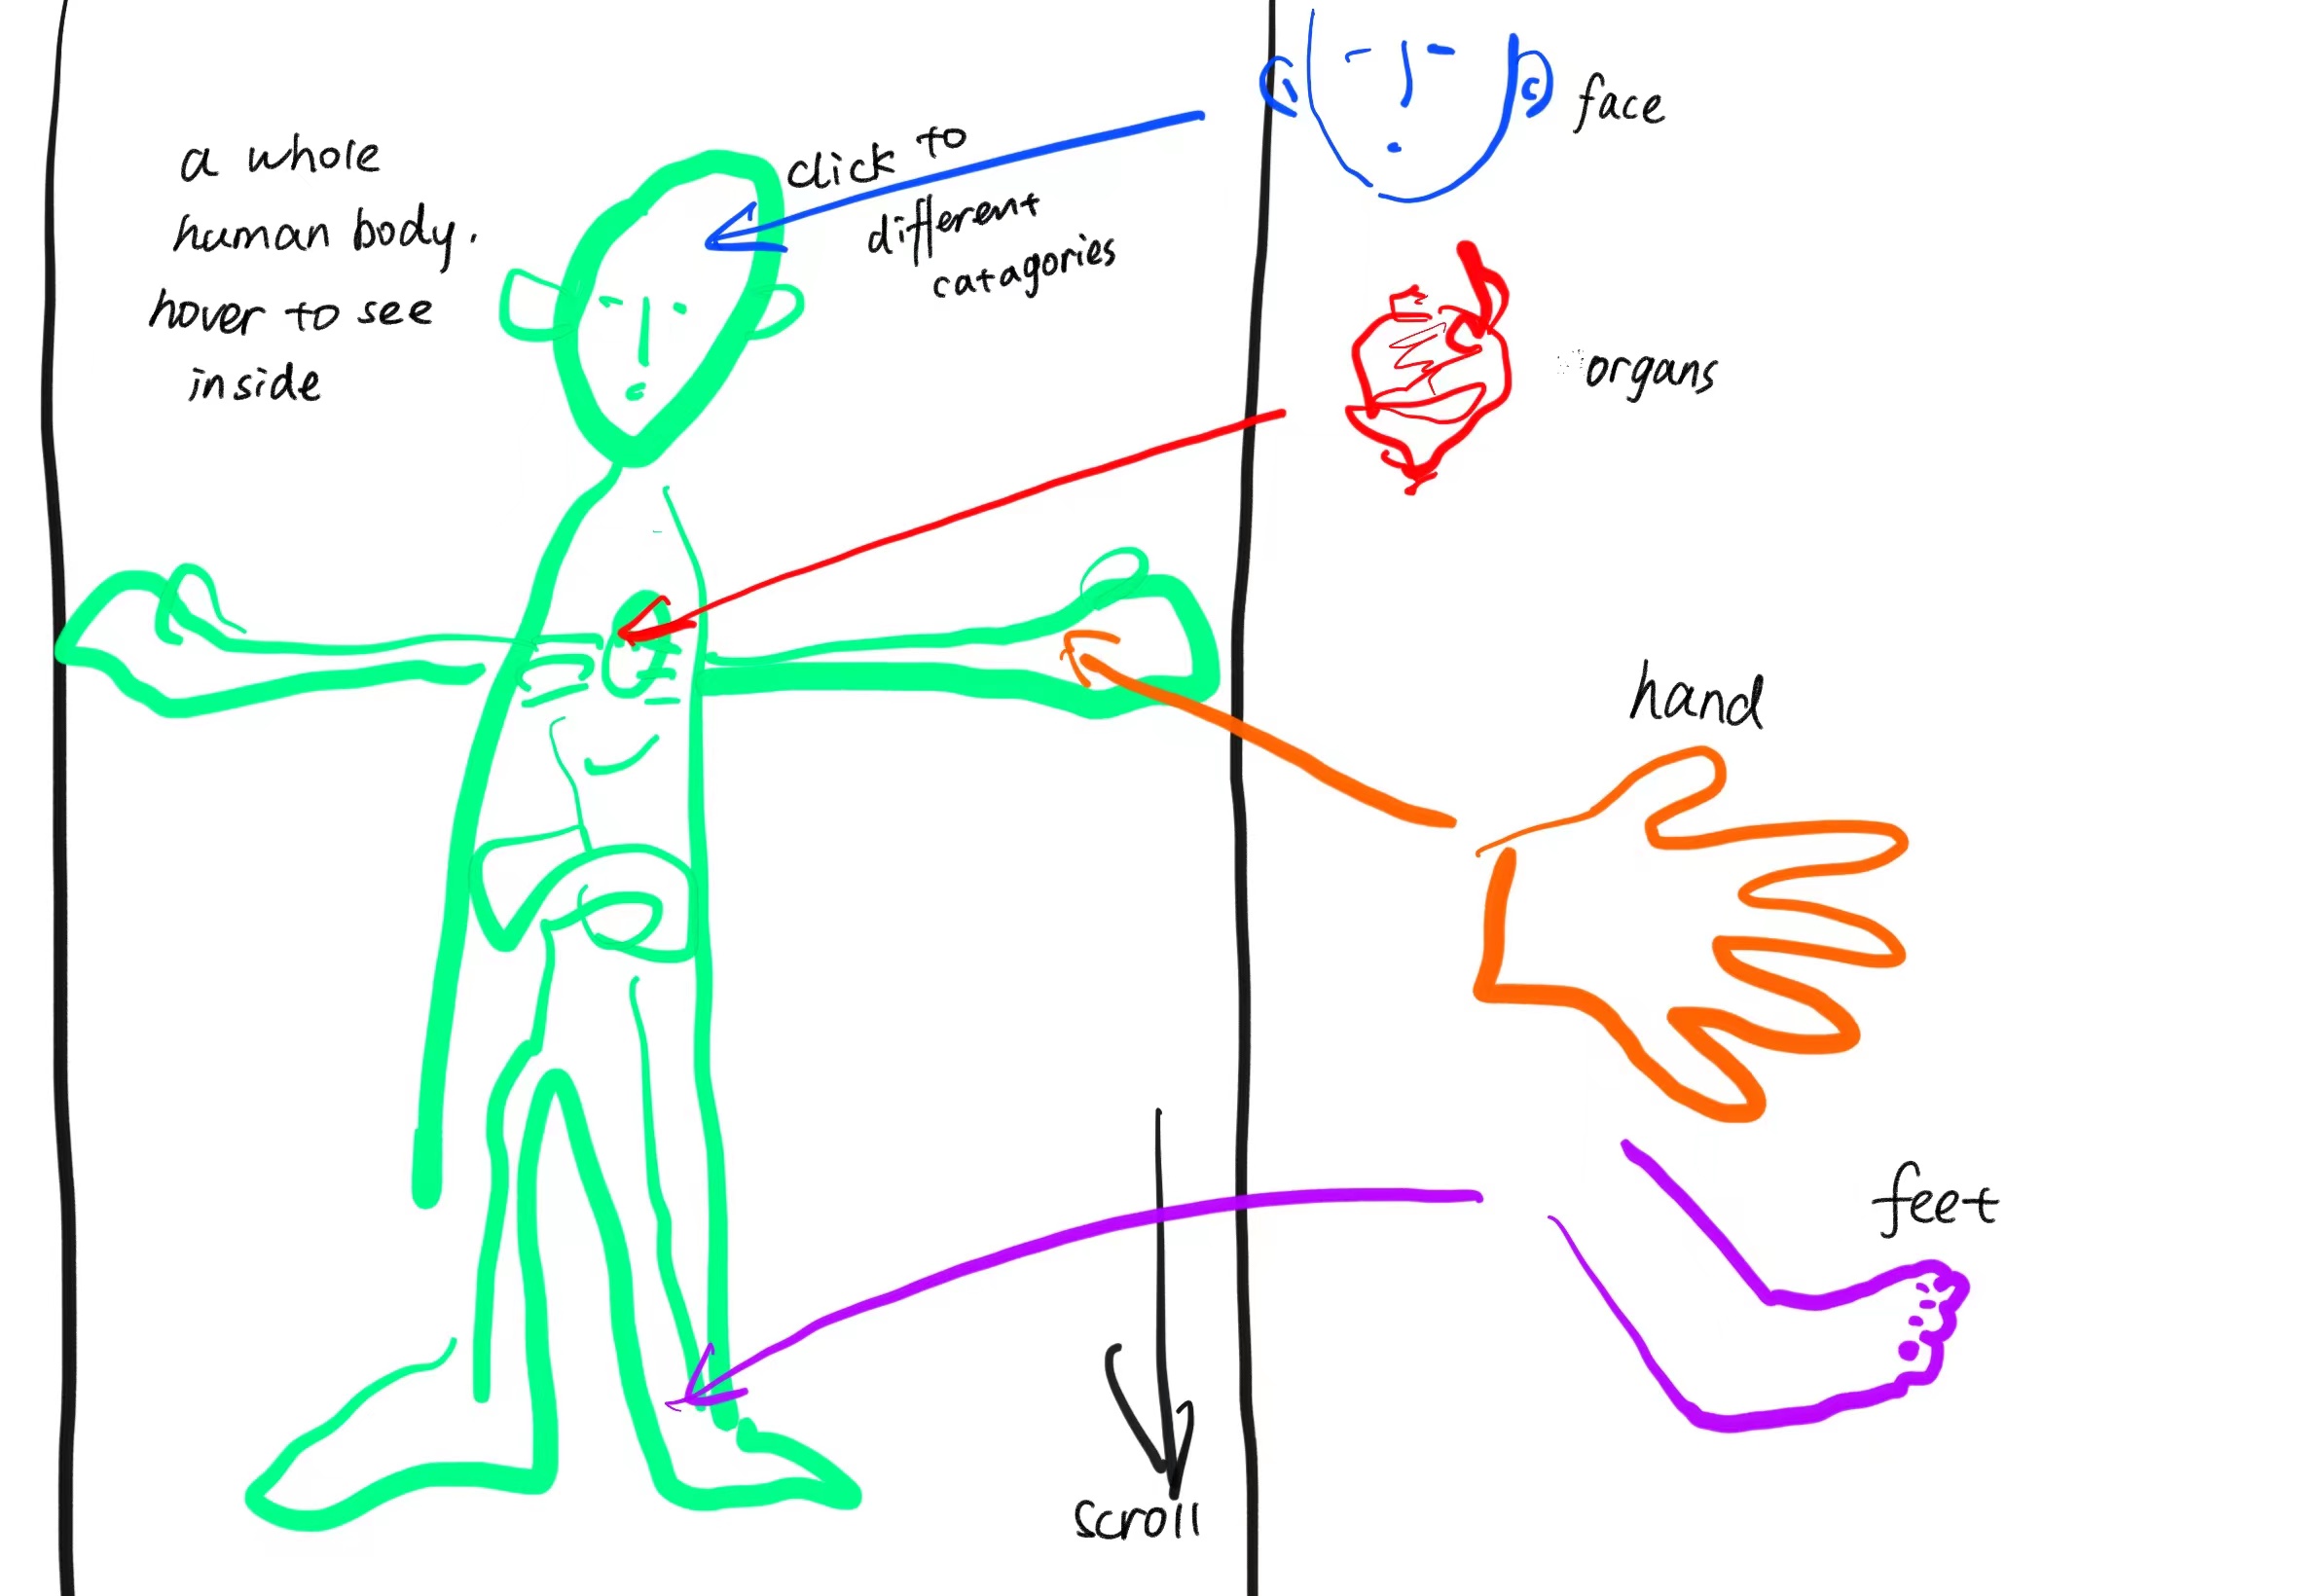 a whole
human body.
hover to see
inside
click to
different
catagories
face
organs
hand
feet
scroll